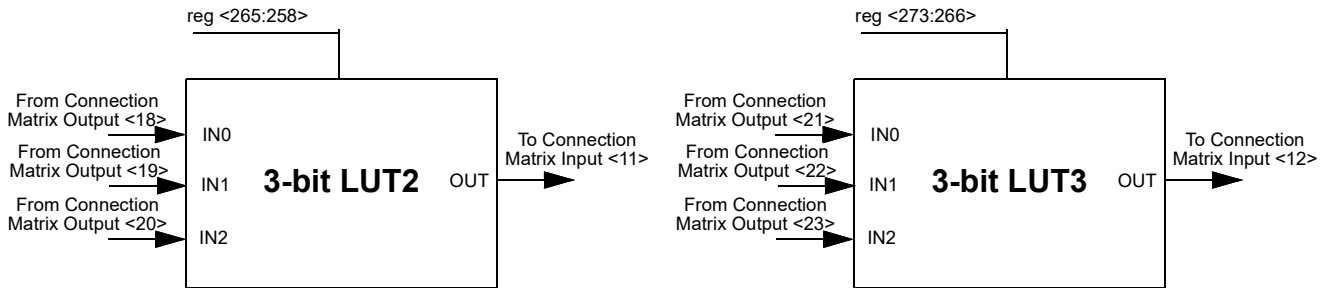 reg <265:258>
From Connection
Matrix Output <18>
IN0
From Connection
Matrix Output <19>
IN1
From Connection
Matrix Output <20>
IN2
3-bit LUT2
OUT
To Connection
Matrix Input <11>
reg <273:266>
From Connection
Matrix Output <21>
IN0
From Connection
Matrix Output <22>
IN1
From Connection
Matrix Output <23>
IN2
3-bit LUT3
OUT
To Connection
Matrix Input <12>